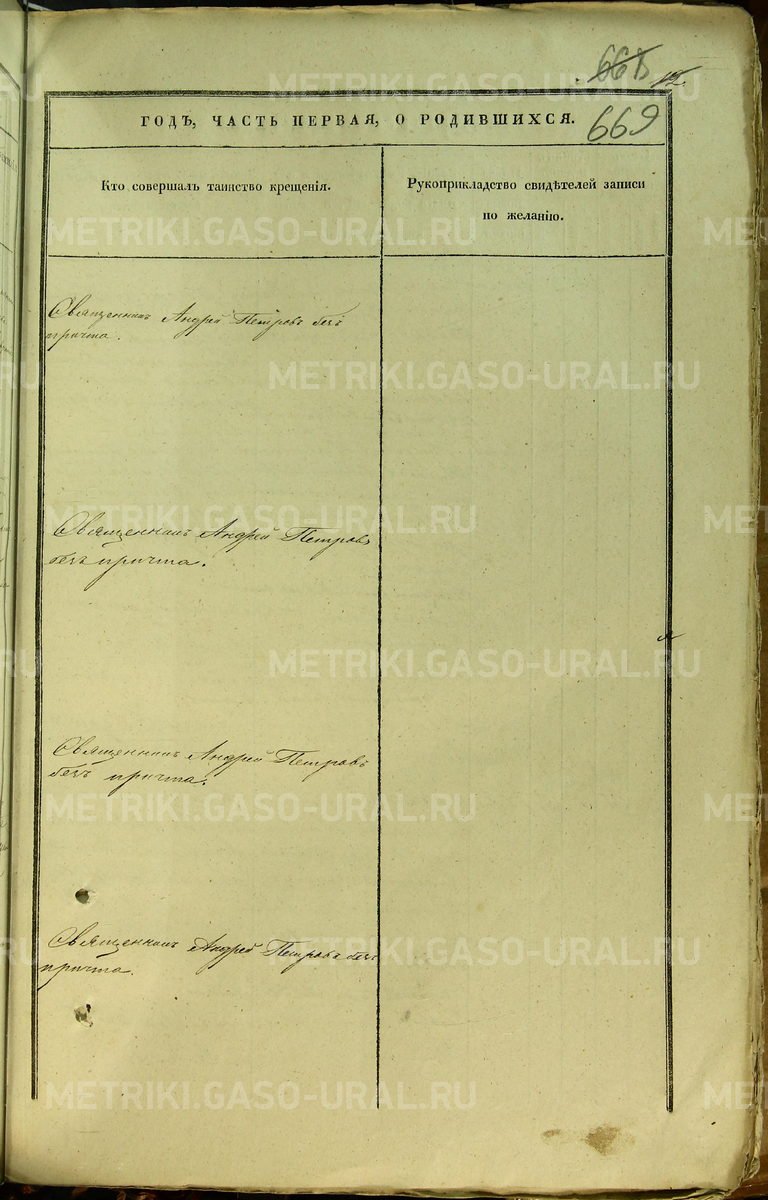 668
12
669
ГОДЪ, ЧАСТЬ ПЕРВАЯ, О РОДИВШИХСЯ.
Кто совершалъ таинство крещенія.
Рукоприкладство свидѣтелей записи
по желанію.
Священникъ Андрей Петровъ безъ
причта.
Священникъ Андрей Петровъ
безъ причта.
Священникъ Андрей Петровъ
безъ причта.
Священникъ Андрей Петровъ безъ
причта.
METRIKI.GASO-URAL.RU